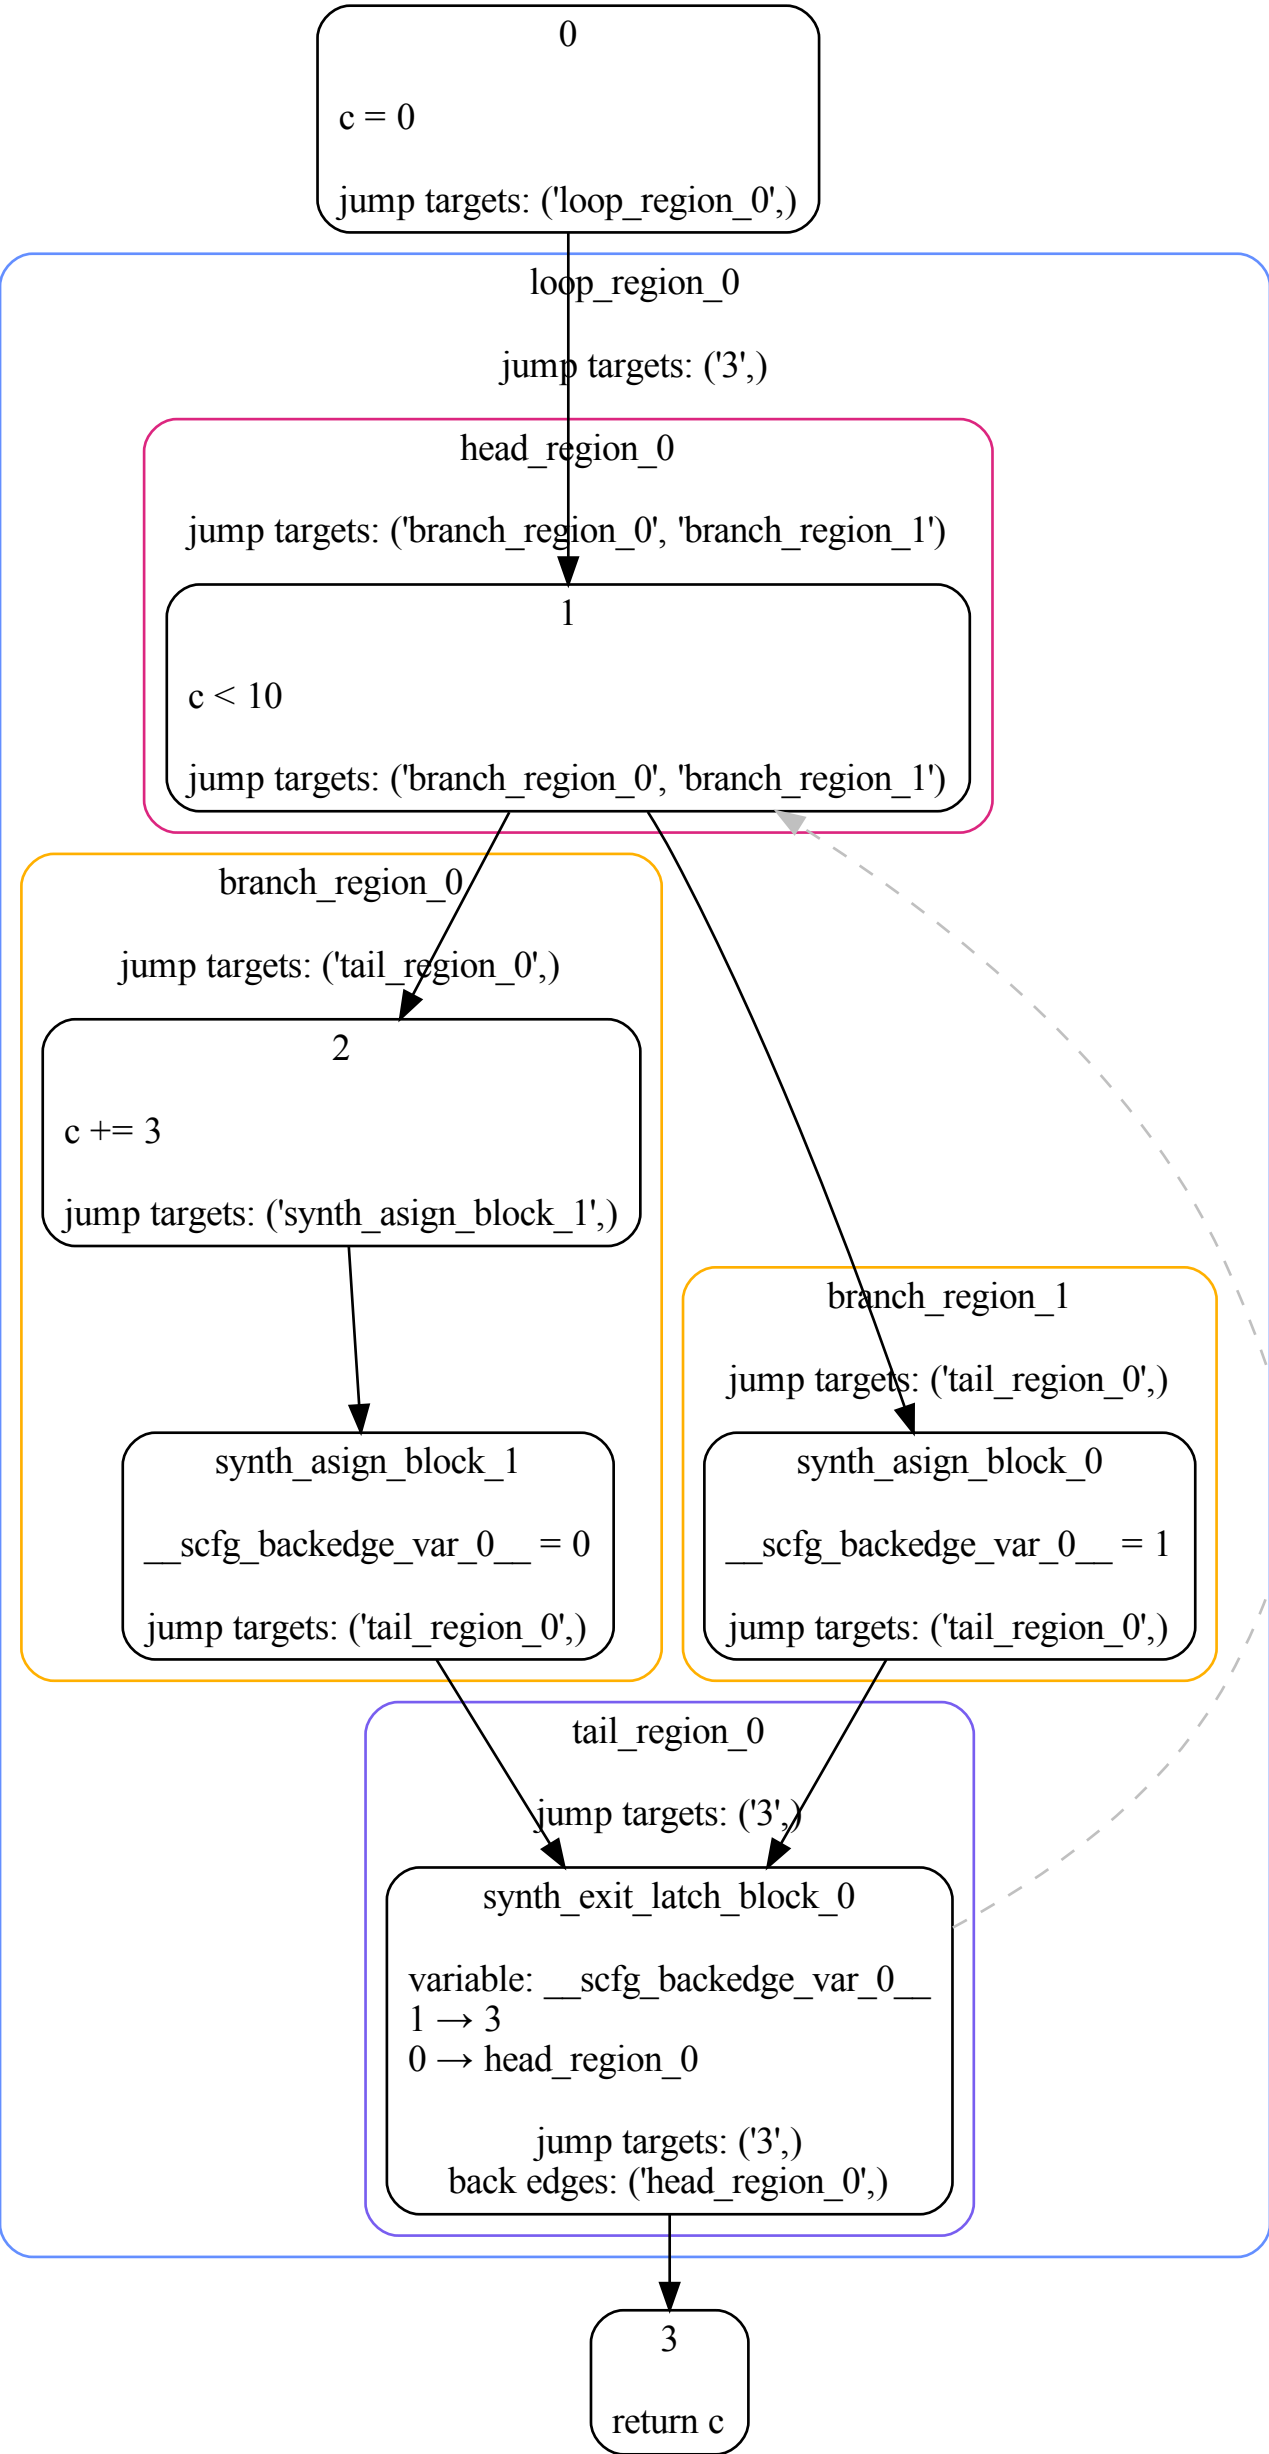 0
c = 0
jump targets: ('loop_region_0',)
loop_region_0
jump targets: ('3',)
head_region_0
jump targets: ('branch_region_0', 'branch_region_1')
1
c < 10
jump targets: ('branch_region_0', 'branch_region_1')
branch_region_0
jump targets: ('tail_region_0',)
2
c += 3
jump targets: ('synth_asign_block_1',)
branch_region_1
jump targets: ('tail_region_0',)
synth_asign_block_1
__scfg_backedge_var_0__ = 0
jump targets: ('tail_region_0',)
synth_asign_block_0
__scfg_backedge_var_0__ = 1
jump targets: ('tail_region_0',)
tail_region_0
jump targets: ('3',)
synth_exit_latch_block_0
variable: __scfg_backedge_var_0__
1 → 3
0 → head_region_0
jump targets: ('3',)
back edges: ('head_region_0',)
3
return c